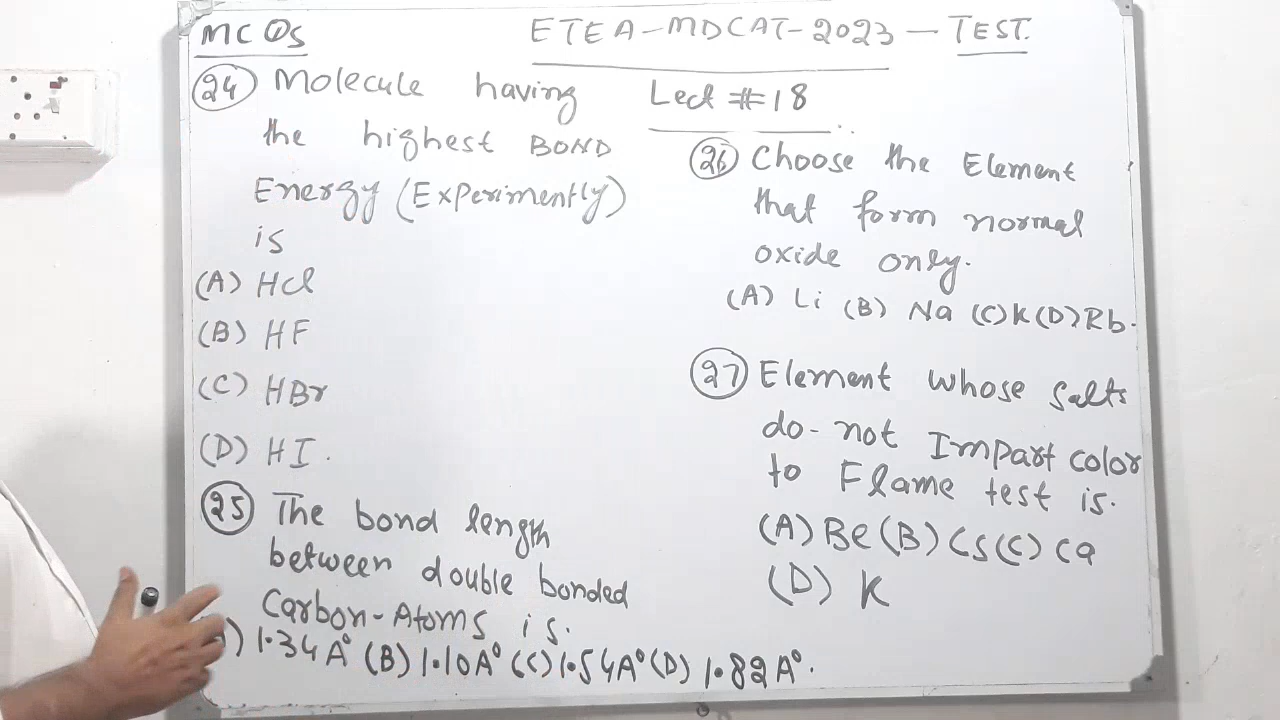 MCQs
ETEA-MDCAT-2023 — TEST.
Lect #18
(24) Molecule having
the highest BOND
Energy (Experimently)
is
(A) HCl
(B) HF
(C) HBr
(D) HI.
(25) The bond length
between double bonded
Carbon-Atoms is.
) 1.34A° (B) 1.10A° (C) 1.54A° (D) 1.82A°.
(26) Choose the Element
that form normal
oxide only.
(A) Li (B) Na (C) K (D) Rb.
(27) Element whose salts
do-not Impart color
to Flame test is.
(A) Be (B) Cs (C) Ca
(D) K